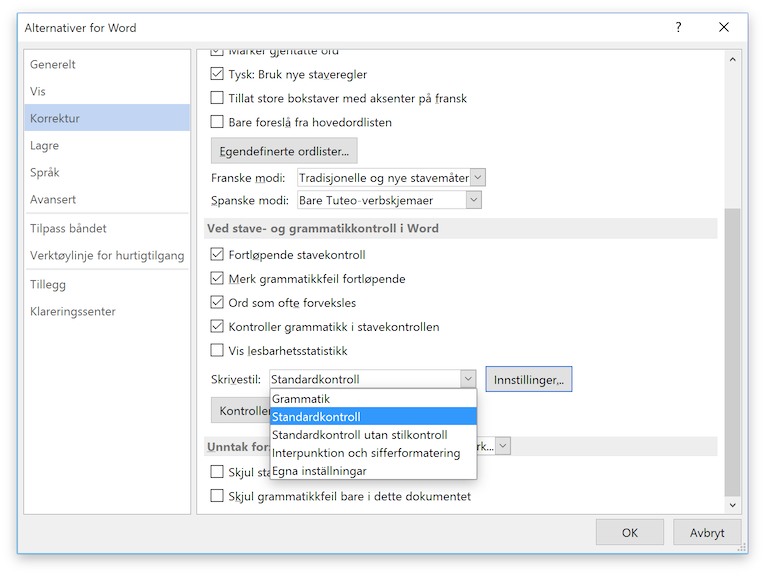 Alternativer for Word
?
Generelt
Vis
Korrektur
Lagre
Språk
Avansert
Tilpass båndet
Verktøylinje for hurtigtilgang
Tillegg
Klareringssenter
Marker gjentatte ord
Tysk: Bruk nye staveregler
Tillat store bokstaver med aksenter på fransk
Bare foreslå fra hovedordlisten
Egendefinerte ordlister...
Franske modi: Tradisjonelle og nye stavemåter
Spanske modi: Bare Tuteo-verbskjemaer
Ved stave- og grammatikkontroll i Word
Fortløpende stavekontroll
Merk grammatikkfeil fortløpende
Ord som ofte forveksles
Kontroller grammatikk i stavekontrollen
Vis lesbarhetsstatistikk
Skrivestil: Standardkontroll Innstillinger...
Grammatik
Kontroller
Standardkontroll
Standardkontroll utan stilkontroll
Unntak for rk...
Interpunktion och sifferformatering
Skjul sta
Egna inställningar
Skjul grammatikkfeil bare i dette dokumentet
OK Avbryt